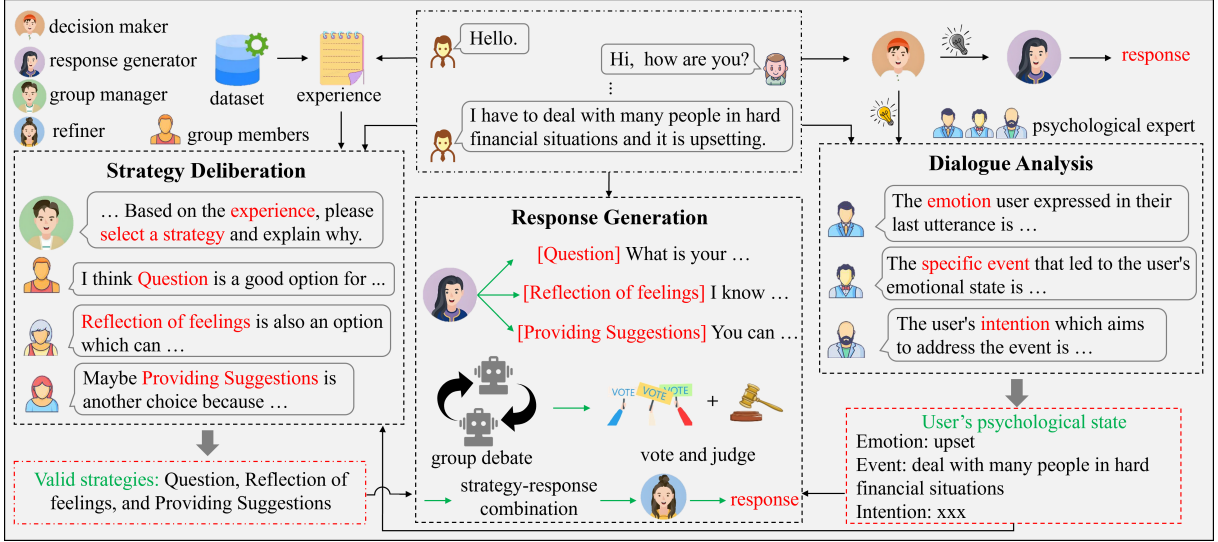 decision maker
response generator
group manager
refiner
group members
dataset
experience
Hello.
Hi, how are you?
⋮
I have to deal with many people in hard
financial situations and it is upsetting.
response
psychological expert
Strategy Deliberation
… Based on the experience, please
select a strategy and explain why.
I think Question is a good option for ...
Reflection of feelings is also an option
which can …
Maybe Providing Suggestions is
another choice because …
Valid strategies: Question, Reflection of
feelings, and Providing Suggestions
Response Generation
[Question] What is your …
[Reflection of feelings] I know …
[Providing Suggestions] You can …
VOTE VOTE VOTE
+
group debate
vote and judge
strategy-response
combination
response
Dialogue Analysis
The emotion user expressed in their
last utterance is …
The specific event that led to the user's
emotional state is …
The user's intention which aims
to address the event is …
User’s psychological state
Emotion: upset
Event: deal with many people in hard
financial situations
Intention: xxx